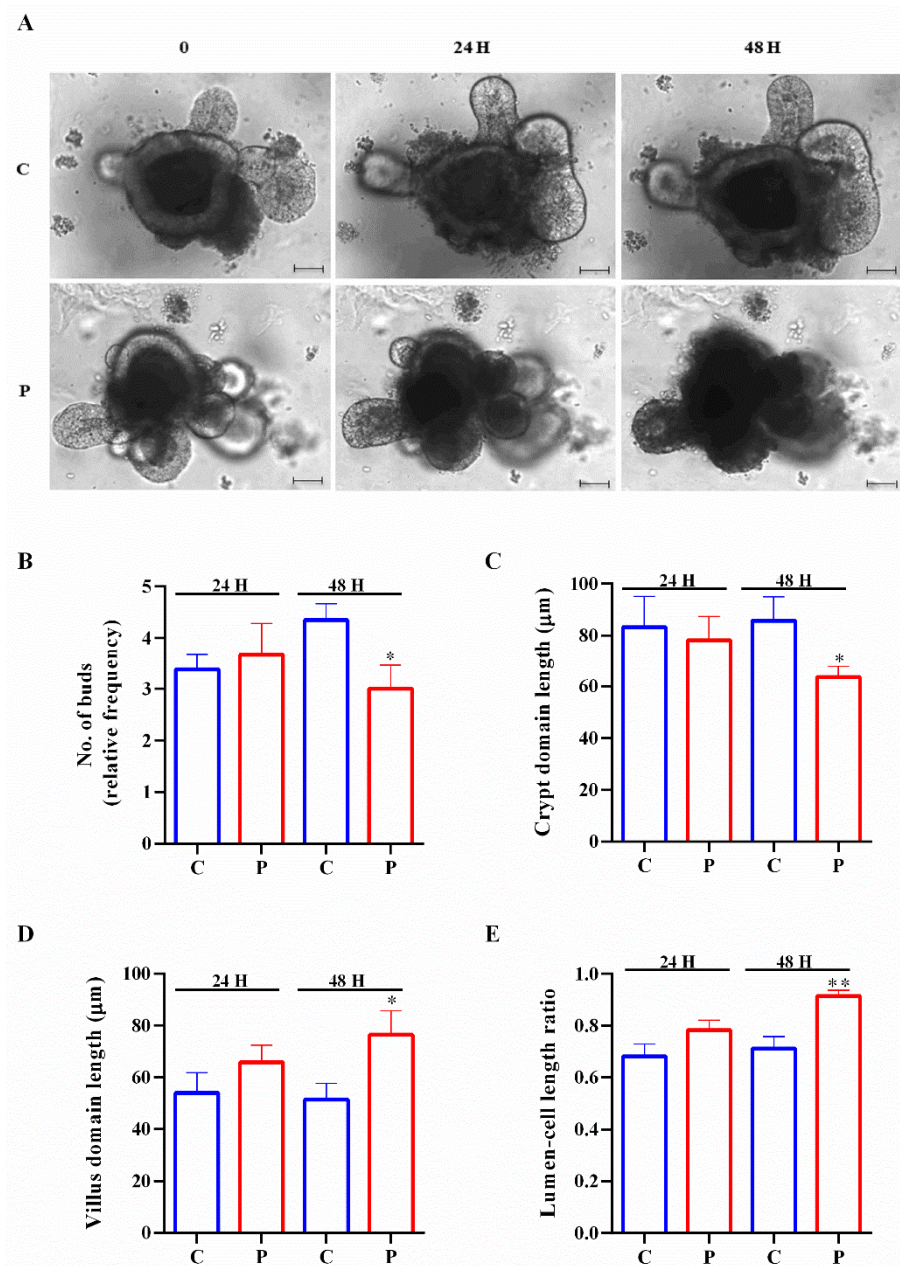 A
0 24 H 48 H
C
P
B
24 H 48 H
No. of buds
(relative frequency)
5
4
3
2
1
0
C P C P
*
C
24 H 48 H
Crypt domain length (μm)
100
80
60
40
20
0
C P C P
*
D
24 H 48 H
Villus domain length (μm)
100
80
60
40
20
0
C P C P
*
E
24 H 48 H
Lumen-cell length ratio
1.0
0.8
0.6
0.4
0.2
0.0
C P C P
**